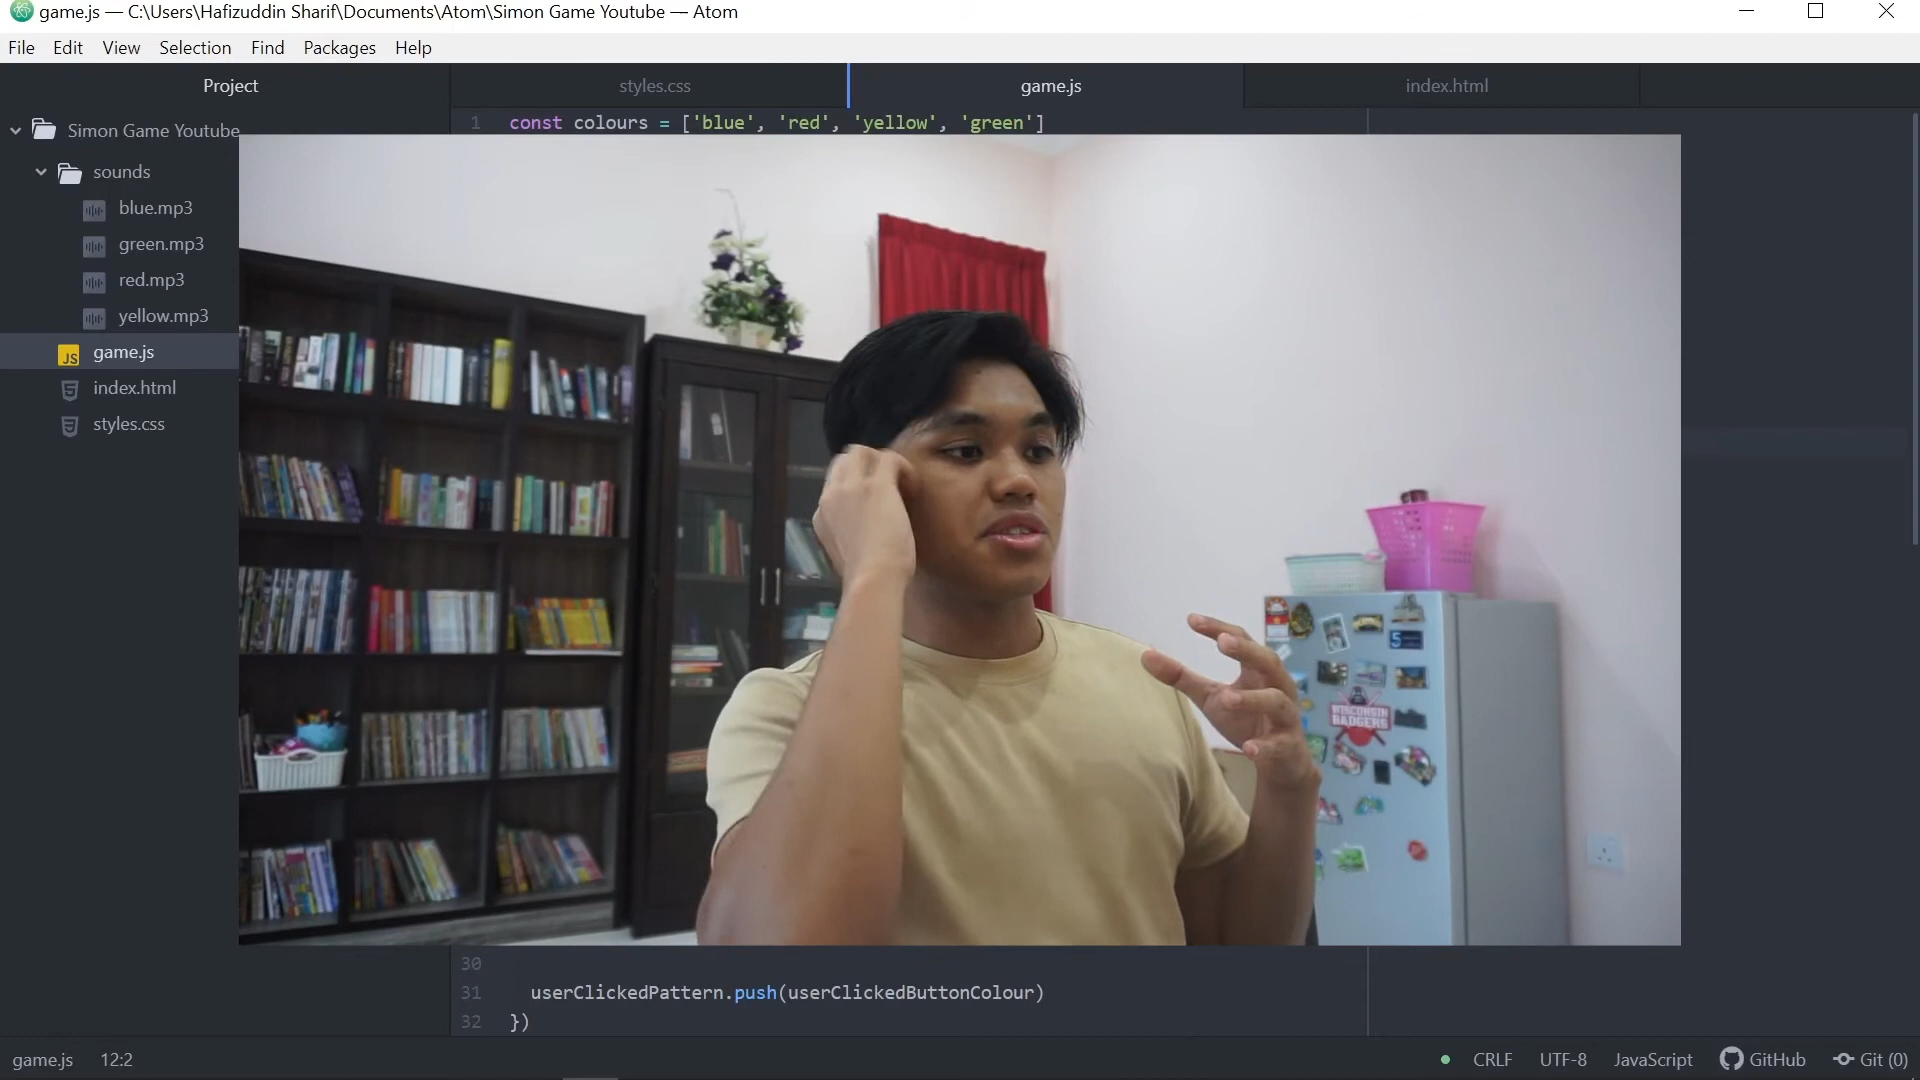 game.js — C:\Users\Hafizuddin Sharif\Documents\Atom\Simon Game Youtube — Atom
File Edit View Selection Find Packages Help
Project
styles.css
game.js
index.html
Simon Game Youtube
sounds
blue.mp3
green.mp3
red.mp3
yellow.mp3
game.js
index.html
styles.css
1 const colours = ['blue', 'red', 'yellow', 'green']
WISCONSIN
BADGERS
5
30
31 userClickedPattern.push(userClickedButtonColour)
32 })
game.js 12:2
CRLF UTF-8 JavaScript GitHub Git (0)